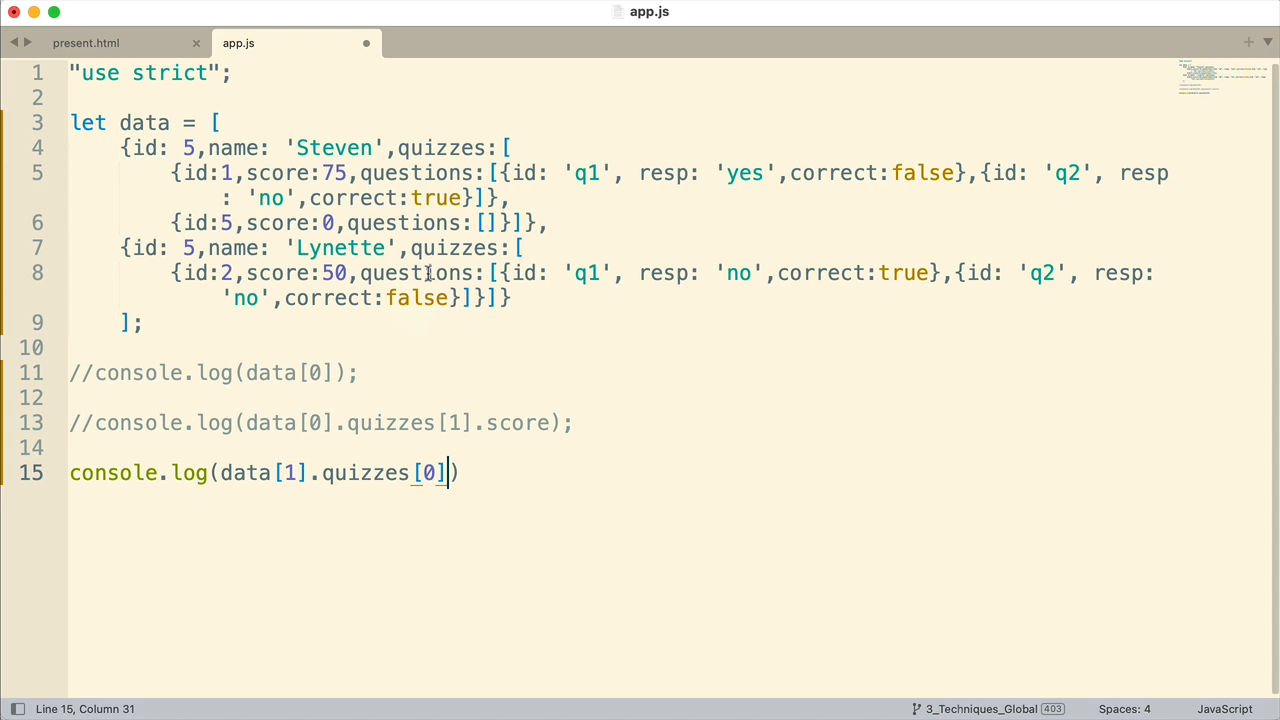 app.js
present.html
app.js
1 "use strict";
2
3 let data = [
4 {id: 5,name: 'Steven',quizzes:[
5 {id:1,score:75,questions:[{id: 'q1', resp: 'yes',correct:false},{id: 'q2', resp
: 'no',correct:true}]},
6 {id:5,score:0,questions:[]}]},
7 {id: 5,name: 'Lynette',quizzes:[
8 {id:2,score:50,questions:[{id: 'q1', resp: 'no',correct:true},{id: 'q2', resp:
'no',correct:false}]}]}
9 ];
10
11 //console.log(data[0]);
12
13 //console.log(data[0].quizzes[1].score);
14
15 console.log(data[1].quizzes[0])
Line 15, Column 31
3_Techniques_Global 403
Spaces: 4
JavaScript